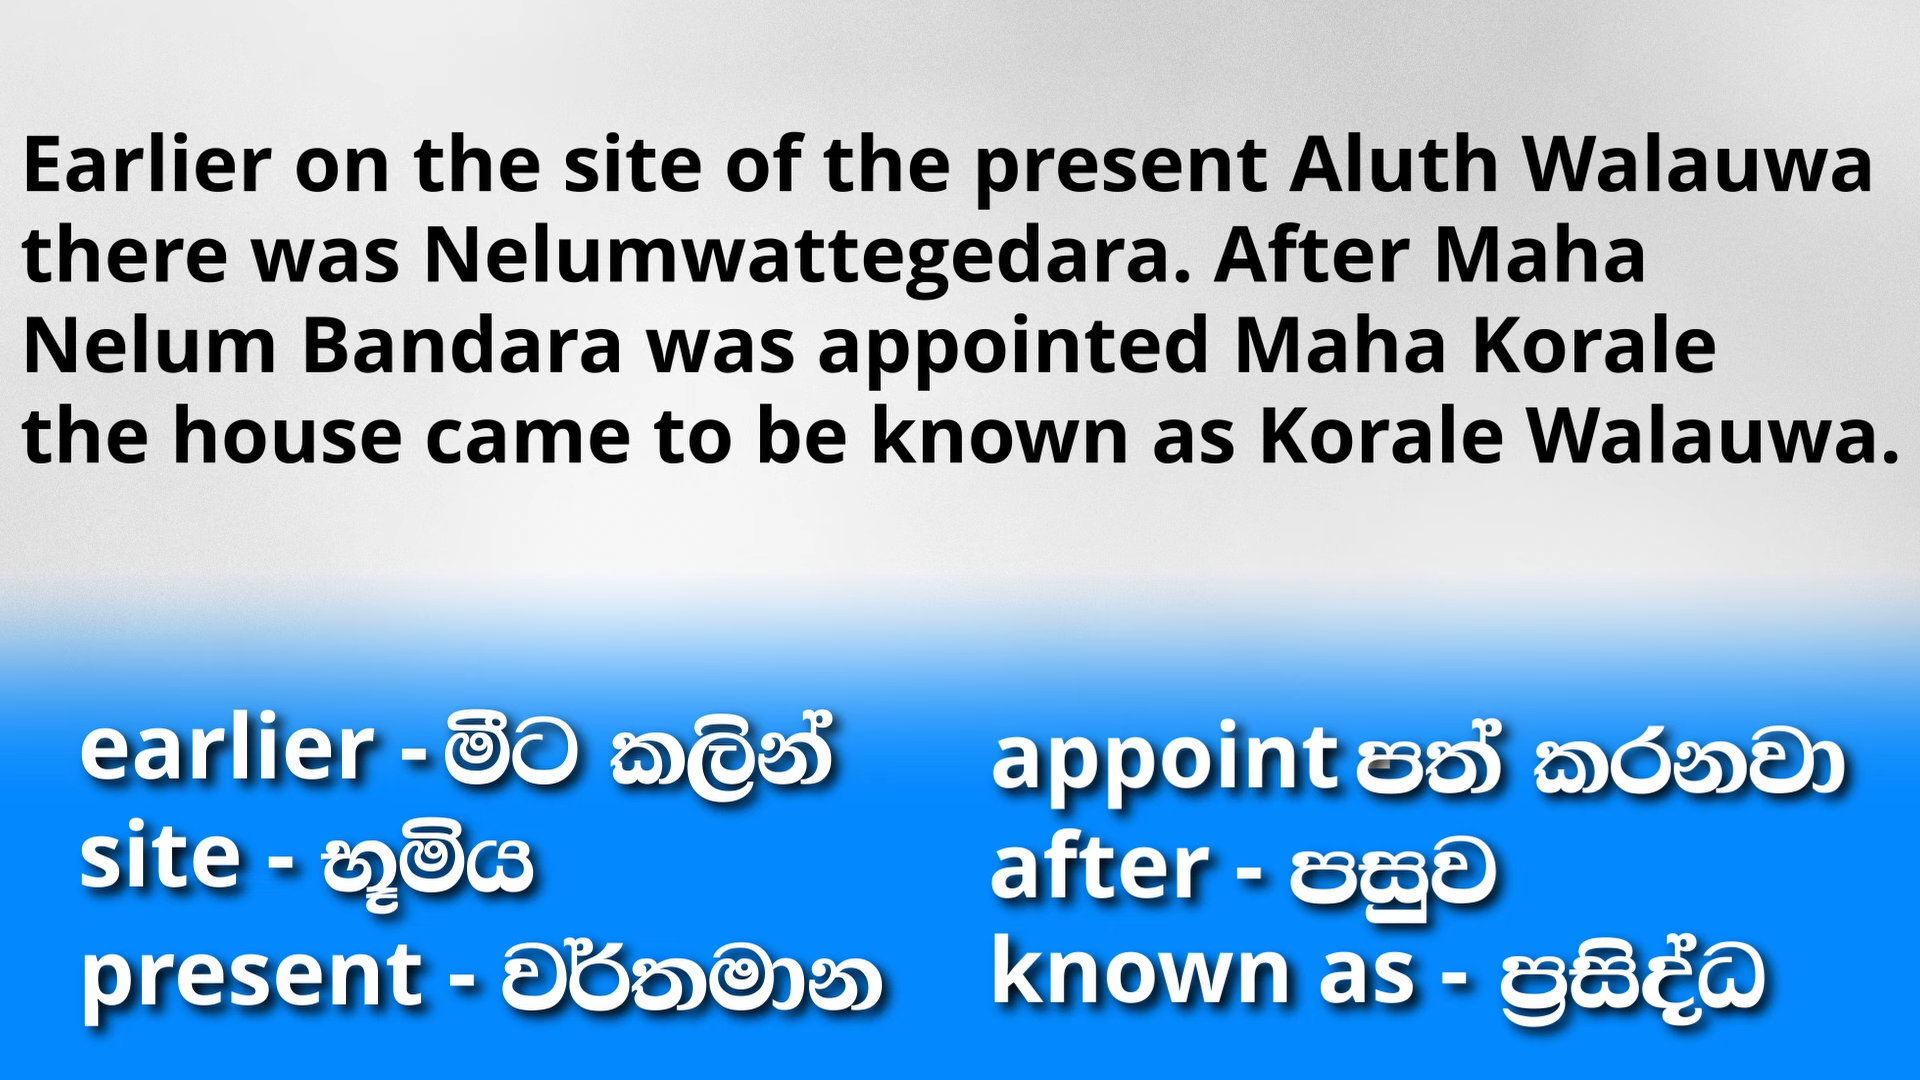 Earlier on the site of the present Aluth Walauwa
there was Nelumwattegedara. After Maha
Nelum Bandara was appointed Maha Korale
the house came to be known as Korale Walauwa.
earlier - මීට කලින්
site - භූමිය
present - වර්තමාන
appoint පත් කරනවා
after - පසුව
known as - ප්‍රසිද්ධ